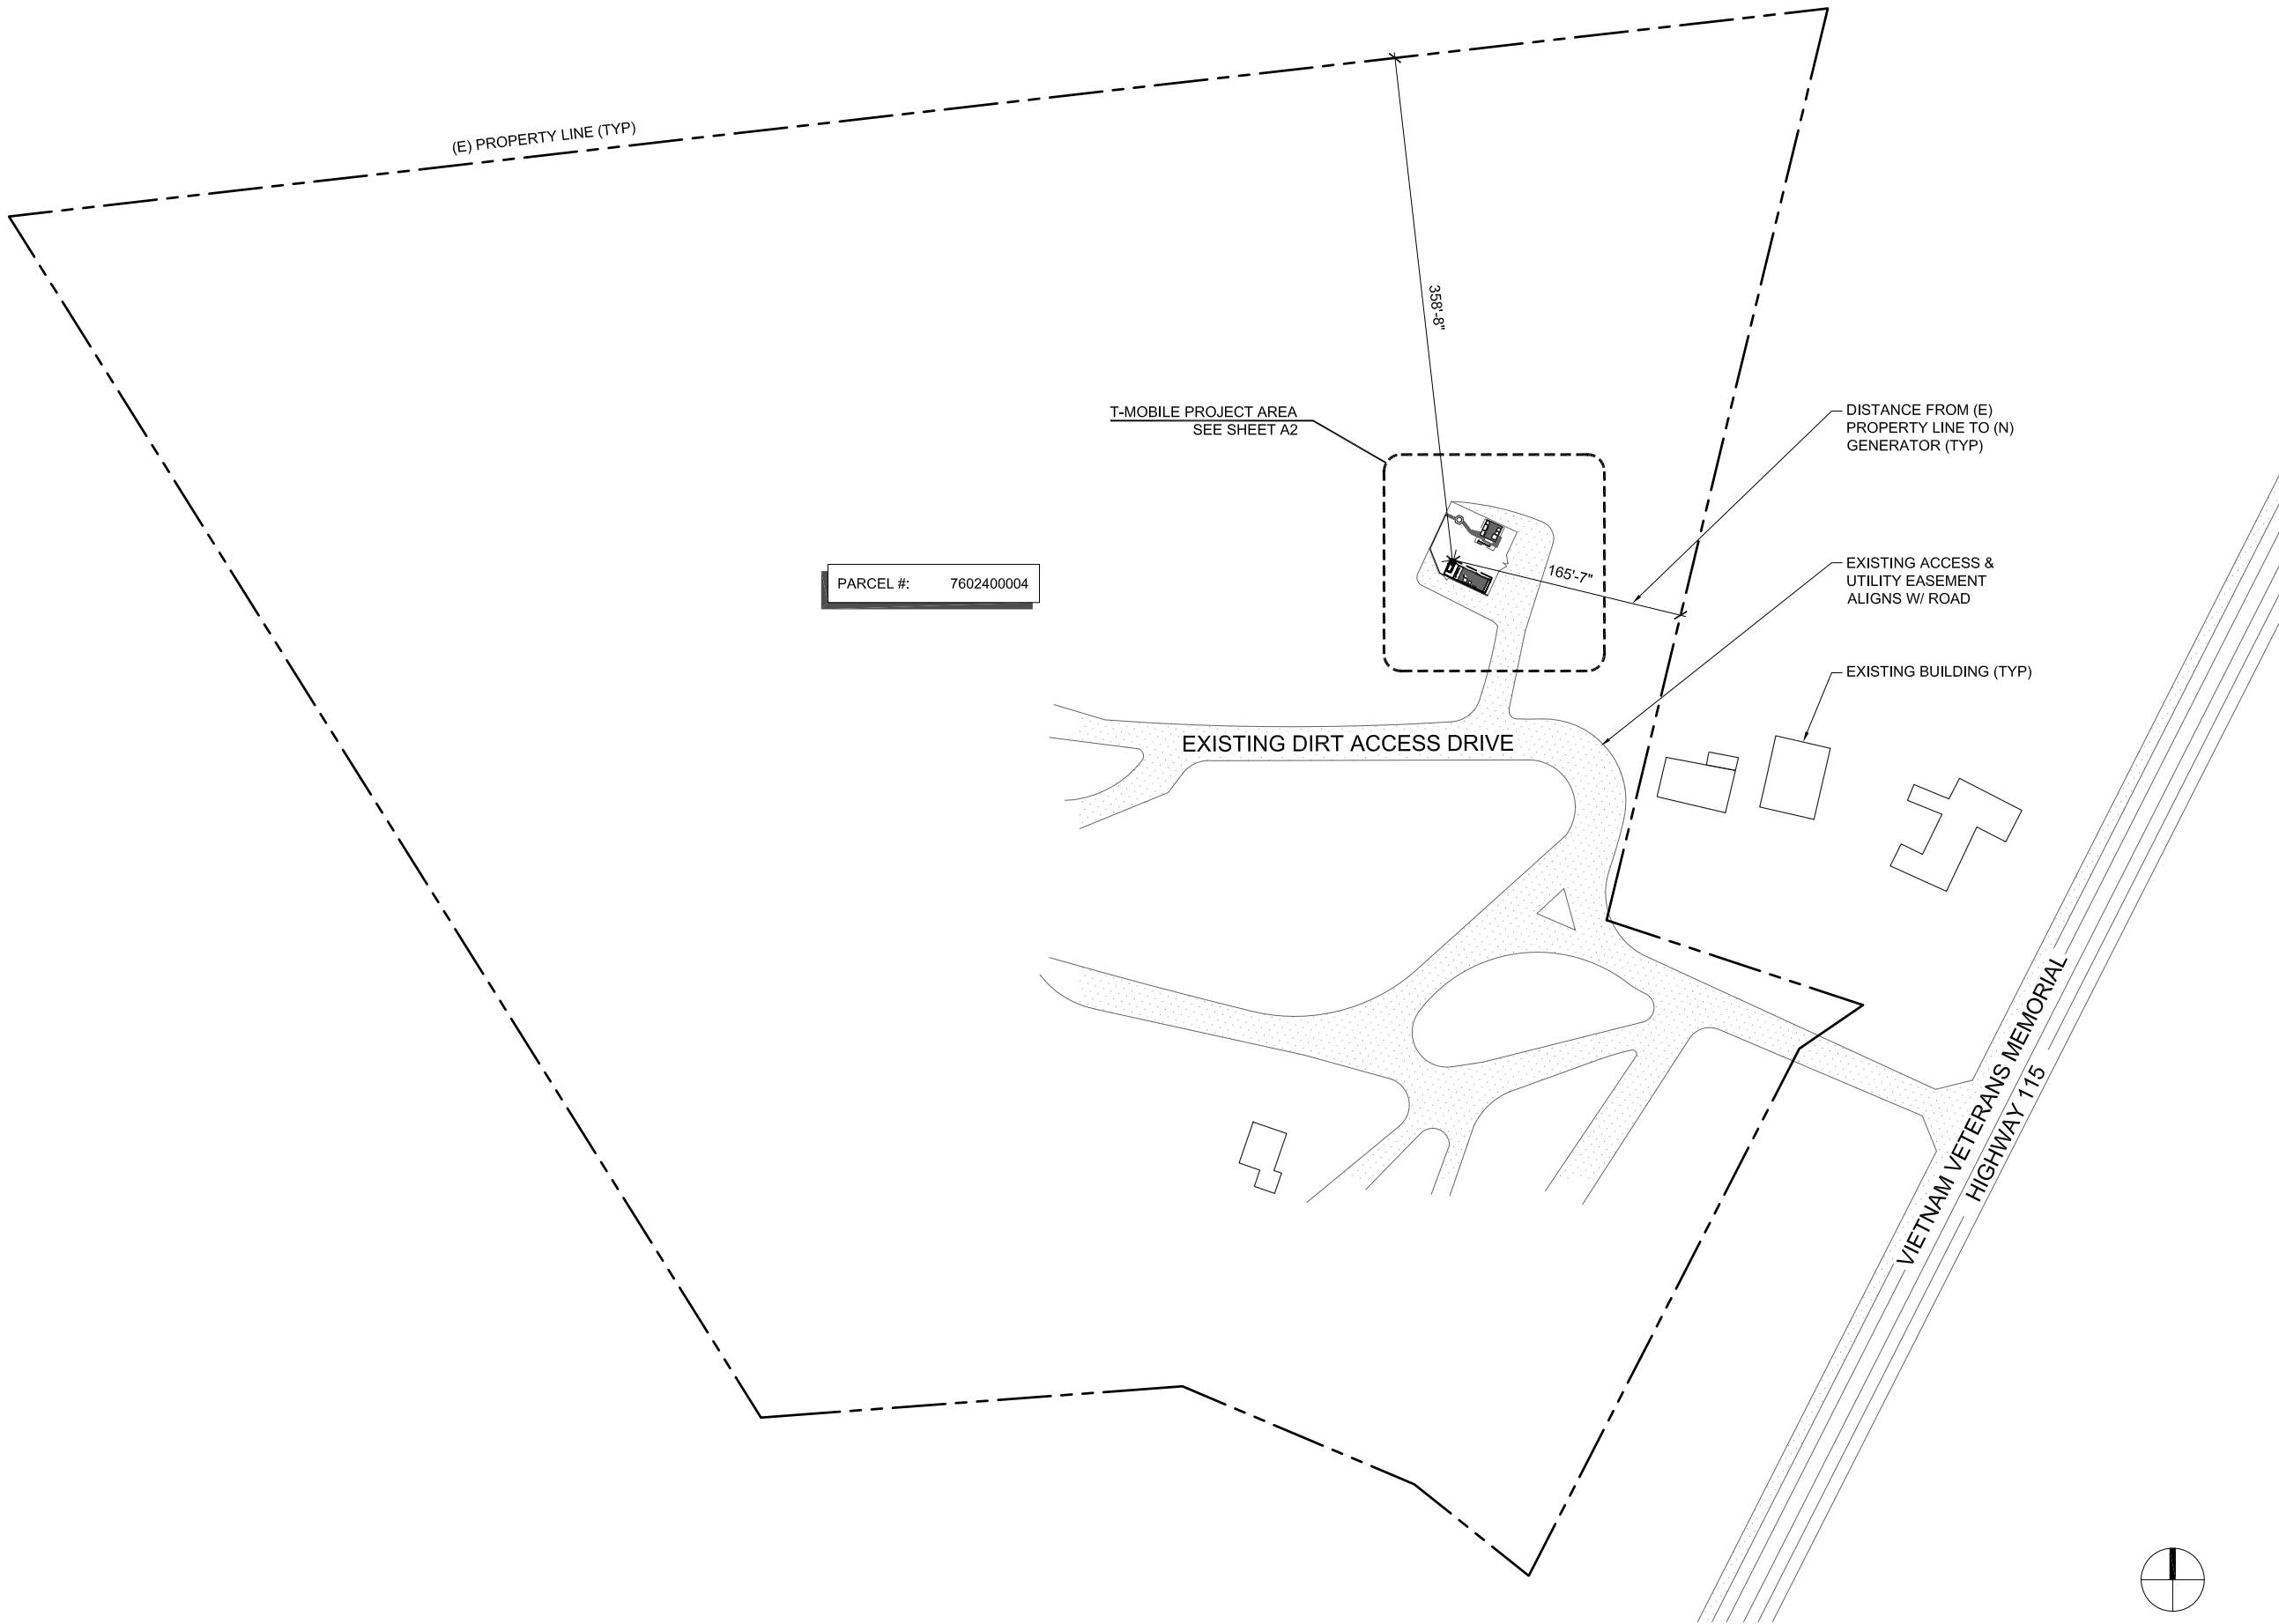 (E) PROPERTY LINE (TYP)
358'-8"
T-MOBILE PROJECT AREA
SEE SHEET A2
DISTANCE FROM (E)
PROPERTY LINE TO (N)
GENERATOR (TYP)
165'-7"
PARCEL #: 7602400004
EXISTING ACCESS &
UTILITY EASEMENT
ALIGNS W/ ROAD
EXISTING BUILDING (TYP)
EXISTING DIRT ACCESS DRIVE
VIETNAM VETERANS MEMORIAL
HIGHWAY 115